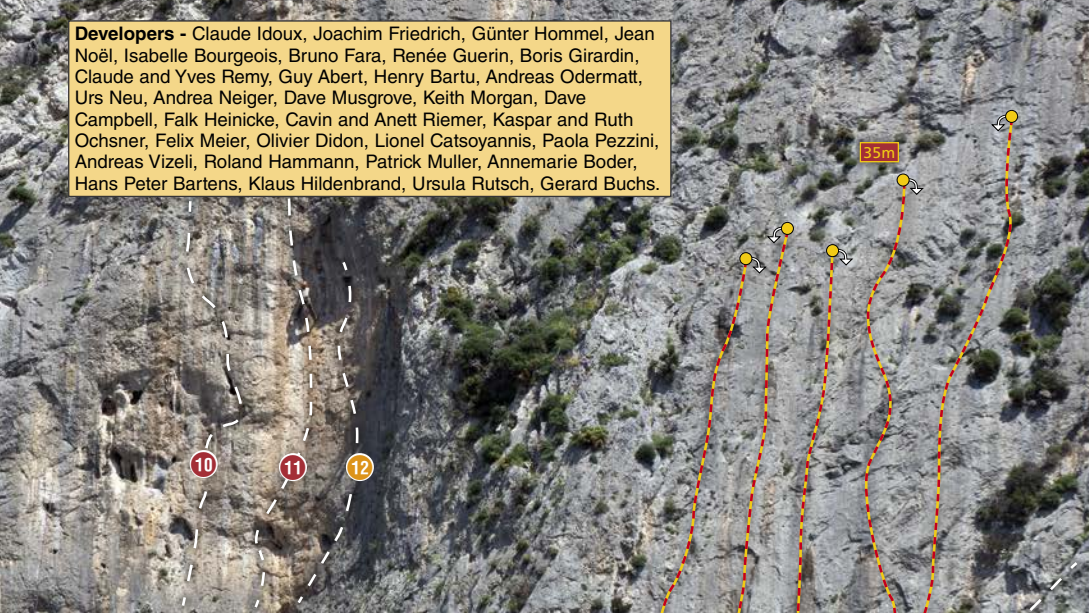 Developers - Claude Idoux, Joachim Friedrich, Günter Hommel, Jean
Noël, Isabelle Bourgeois, Bruno Fara, Renée Guerin, Boris Girardin,
Claude and Yves Remy, Guy Abert, Henry Bartu, Andreas Odermatt,
Urs Neu, Andrea Neiger, Dave Musgrove, Keith Morgan, Dave
Campbell, Falk Heinicke, Cavin and Anett Riemer, Kaspar and Ruth
Ochsner, Felix Meier, Olivier Didon, Lionel Catsoyannis, Paola Pezzini,
Andreas Vizeli, Roland Hammann, Patrick Muller, Annemarie Boder,
Hans Peter Bartens, Klaus Hildenbrand, Ursula Rutsch, Gerard Buchs.
35m
10
11
12